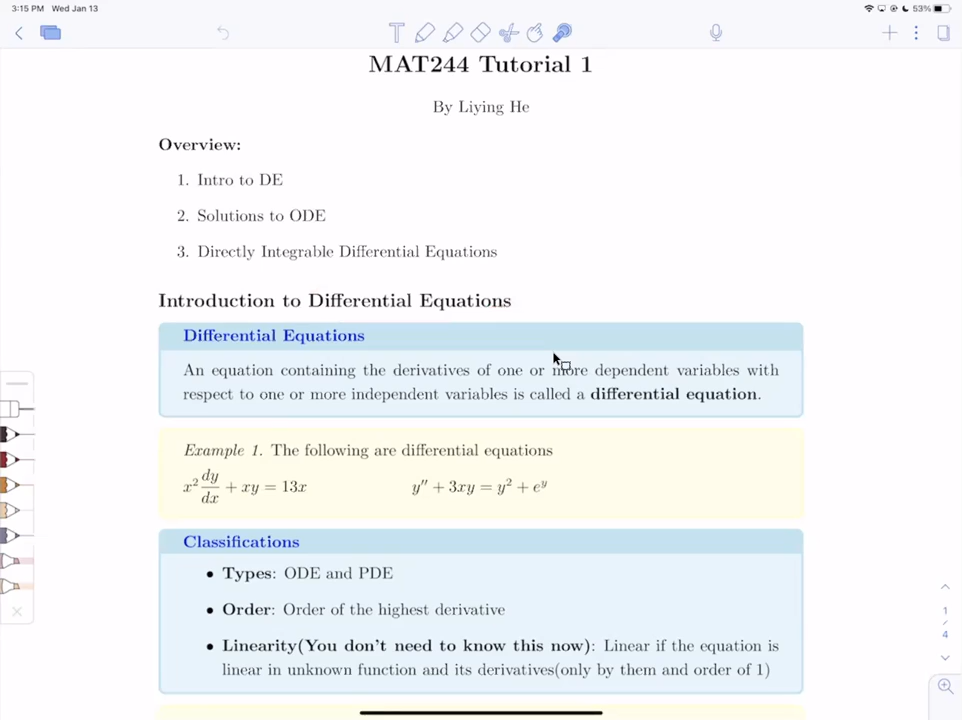 3:15 PM Wed Jan 13
53%
MAT244 Tutorial 1
By Liying He
Overview:
1. Intro to DE
2. Solutions to ODE
3. Directly Integrable Differential Equations
Introduction to Differential Equations
Differential Equations
An equation containing the derivatives of one or more dependent variables with
respect to one or more independent variables is called a differential equation.
Example 1. The following are differential equations
x² dy/dx + xy = 13x    y″ + 3xy = y² + e^y
Classifications
• Types: ODE and PDE
• Order: Order of the highest derivative
• Linearity(You don't need to know this now): Linear if the equation is
linear in unknown function and its derivatives(only by them and order of 1)
1
/
4